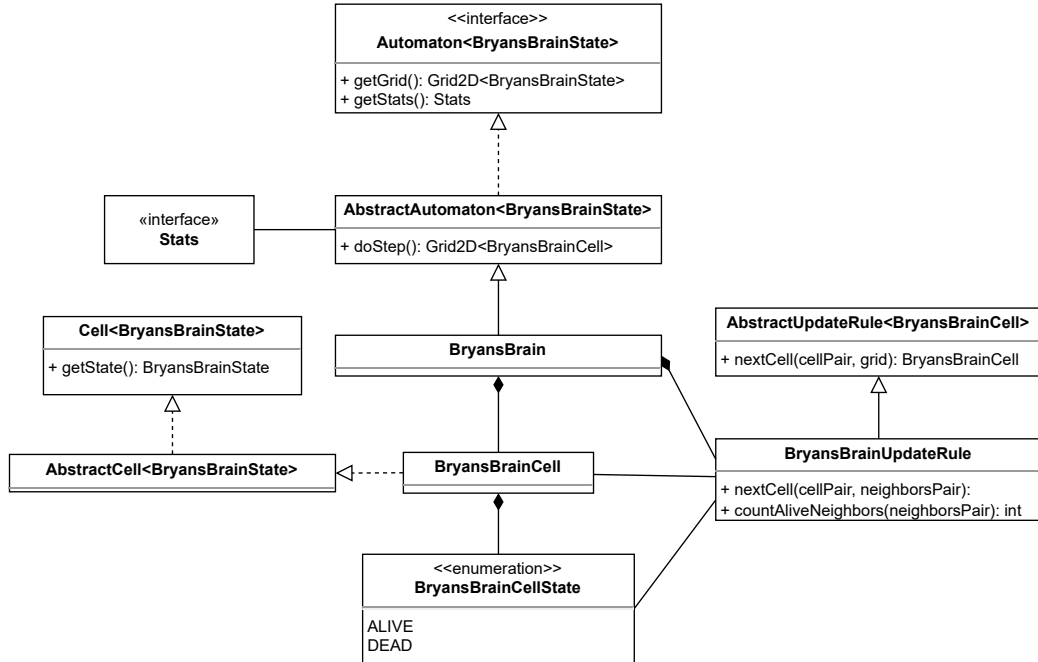 <<interface>>
Automaton<BryansBrainState>
+ getGrid(): Grid2D<BryansBrainState>
+ getStats(): Stats
«interface»
Stats
AbstractAutomaton<BryansBrainState>
+ doStep(): Grid2D<BryansBrainCell>
Cell<BryansBrainState>
+ getState(): BryansBrainState
BryansBrain
AbstractUpdateRule<BryansBrainCell>
+ nextCell(cellPair, grid): BryansBrainCell
AbstractCell<BryansBrainState>
BryansBrainCell
BryansBrainUpdateRule
+ nextCell(cellPair, neighborsPair):
+ countAliveNeighbors(neighborsPair): int
<<enumeration>>
BryansBrainCellState
ALIVE
DEAD